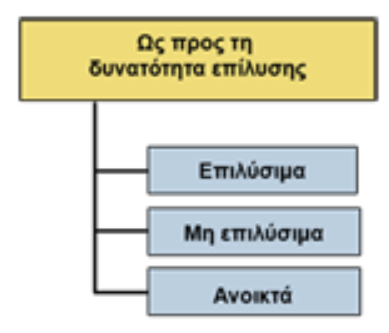 Ως προς τη
δυνατότητα επίλυσης
Επιλύσιμα
Μη επιλύσιμα
Ανοικτά